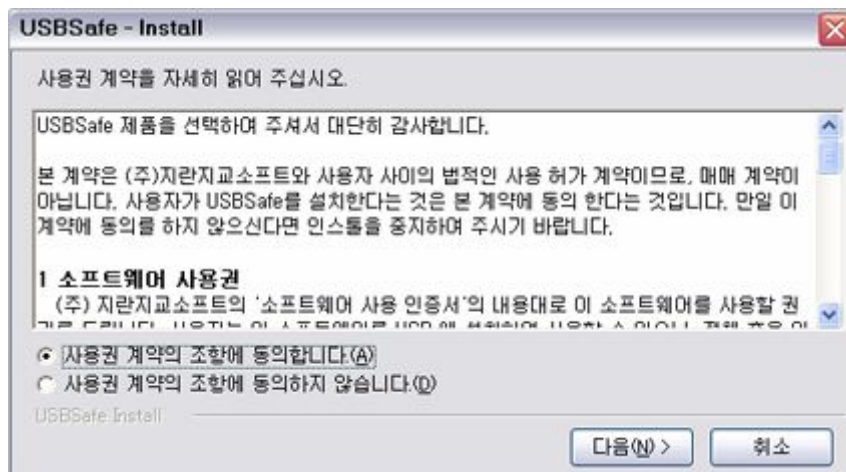 USBSafe - Install
사용권 계약을 자세히 읽어 주십시오.
USBSafe 제품을 선택하여 주셔서 대단히 감사합니다.
본 계약은 (주)지란지교소프트와 사용자 사이의 법적인 사용 허가 계약이므로, 매매 계약이
아닙니다. 사용자가 USBSafe를 설치한다는 것은 본 계약에 동의 한다는 것입니다. 만일 이
계약에 동의를 하지 않으신다면 인스톨을 중지하여 주시기 바랍니다.
1 소프트웨어 사용권
(주) 지란지교소프트의 '소프트웨어 사용 인증서'의 내용대로 이 소프트웨어를 사용할 권
사용권 계약의 조항에 동의합니다.(A)
사용권 계약의 조항에 동의하지 않습니다.(D)
USBSafe Install
다음(N) >
취소